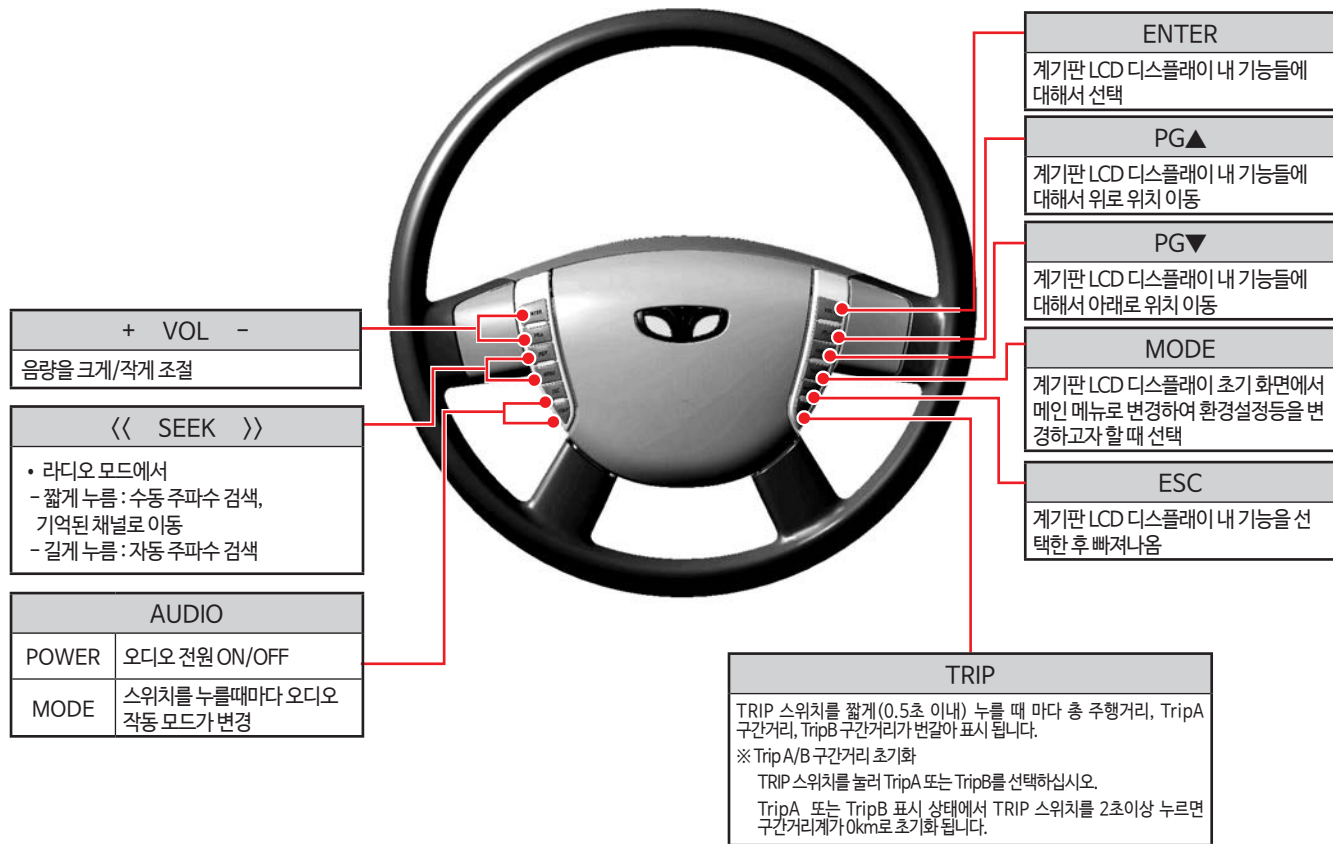 + VOL -
음량을 크게/작게 조절
〈〈 SEEK 〉〉
• 라디오 모드에서
- 짧게 누름 : 수동 주파수 검색,
기억된 채널로 이동
- 길게 누름 : 자동 주파수 검색
AUDIO
POWER 오디오 전원 ON/OFF
MODE 스위치를 누를때마다 오디오
작동 모드가 변경
ENTER
계기판 LCD 디스플래이 내 기능들에
대해서 선택
PG▲
계기판 LCD 디스플래이 내 기능들에
대해서 위로 위치 이동
PG▼
계기판 LCD 디스플래이 내 기능들에
대해서 아래로 위치 이동
MODE
계기판 LCD 디스플래이 초기 화면에서
메인 메뉴로 변경하여 환경설정등을 변
경하고자 할 때 선택
ESC
계기판 LCD 디스플래이 내 기능을 선
택한 후 빠져나옴
TRIP
TRIP 스위치를 짧게(0.5초 이내) 누를 때 마다 총 주행거리, TripA
구간거리, TripB 구간거리가 번갈아 표시 됩니다.
※ Trip A/B 구간거리 초기화
TRIP 스위치를 눌러 TripA 또는 TripB를 선택하십시오.
TripA 또는 TripB 표시 상태에서 TRIP 스위치를 2초이상 누르면
구간거리계가 0km로 초기화 됩니다.